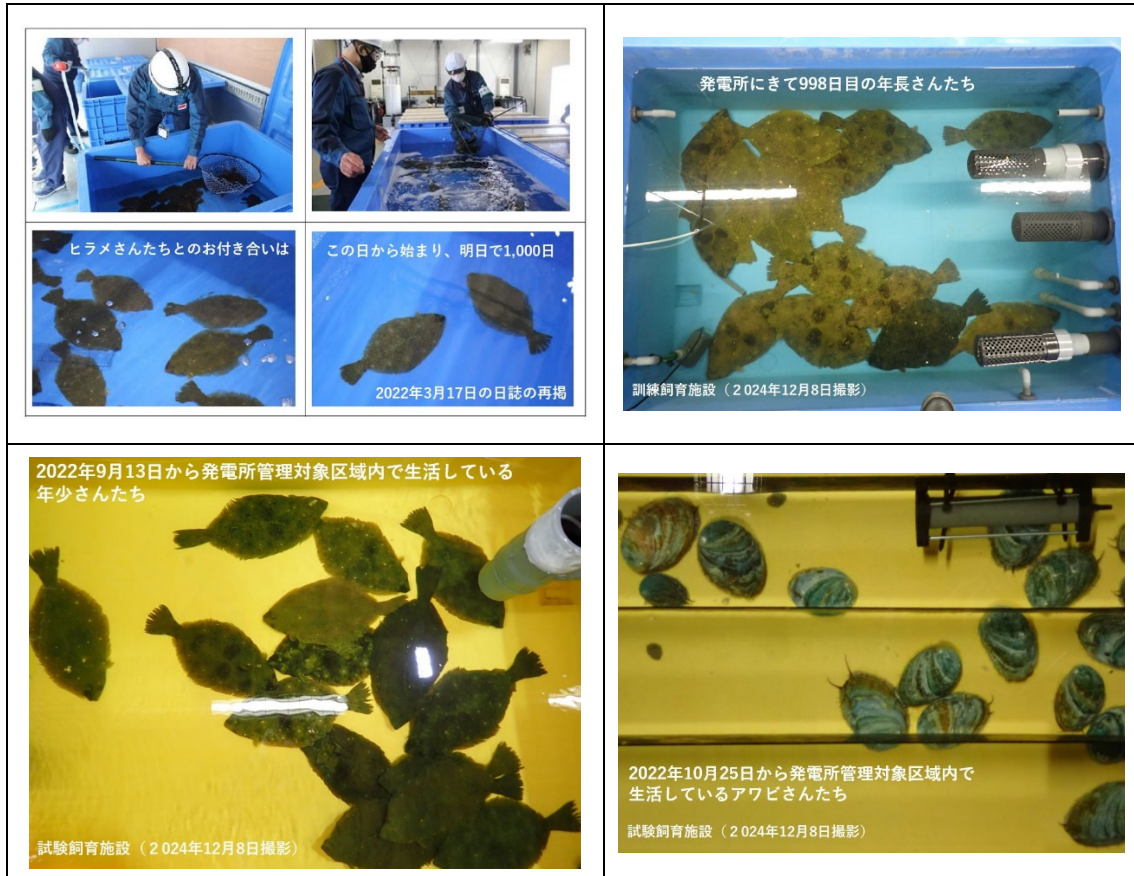 ヒラメさんたちとのお付き合いは
この日から始まり、明日で1,000日
2022年3月17日の日誌の再掲
発電所にきて998日目の年長さんたち
訓練飼育施設（２024年12月8日撮影）
2022年9月13日から発電所管理対象区域内で生活している
年少さんたち
試験飼育施設（２024年12月8日撮影）
2022年10月25日から発電所管理対象区域内で
生活しているアワビさんたち
試験飼育施設（２024年12月8日撮影）